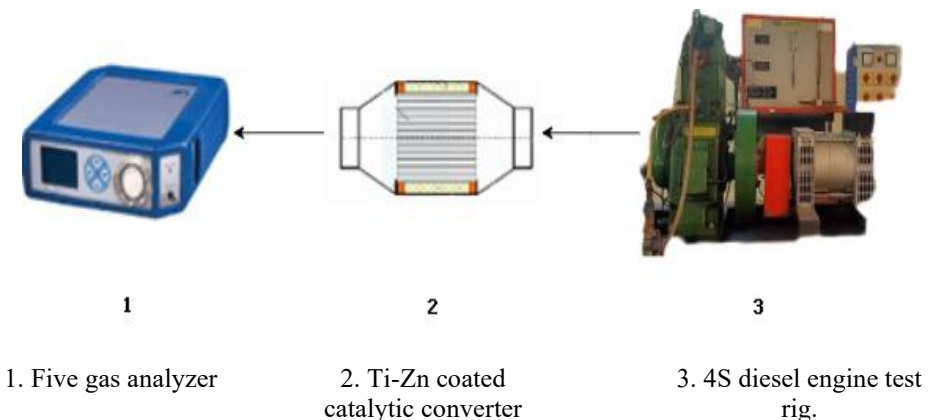 1
2
3
1. Five gas analyzer
2. Ti-Zn coated
catalytic converter
3. 4S diesel engine test
rig.